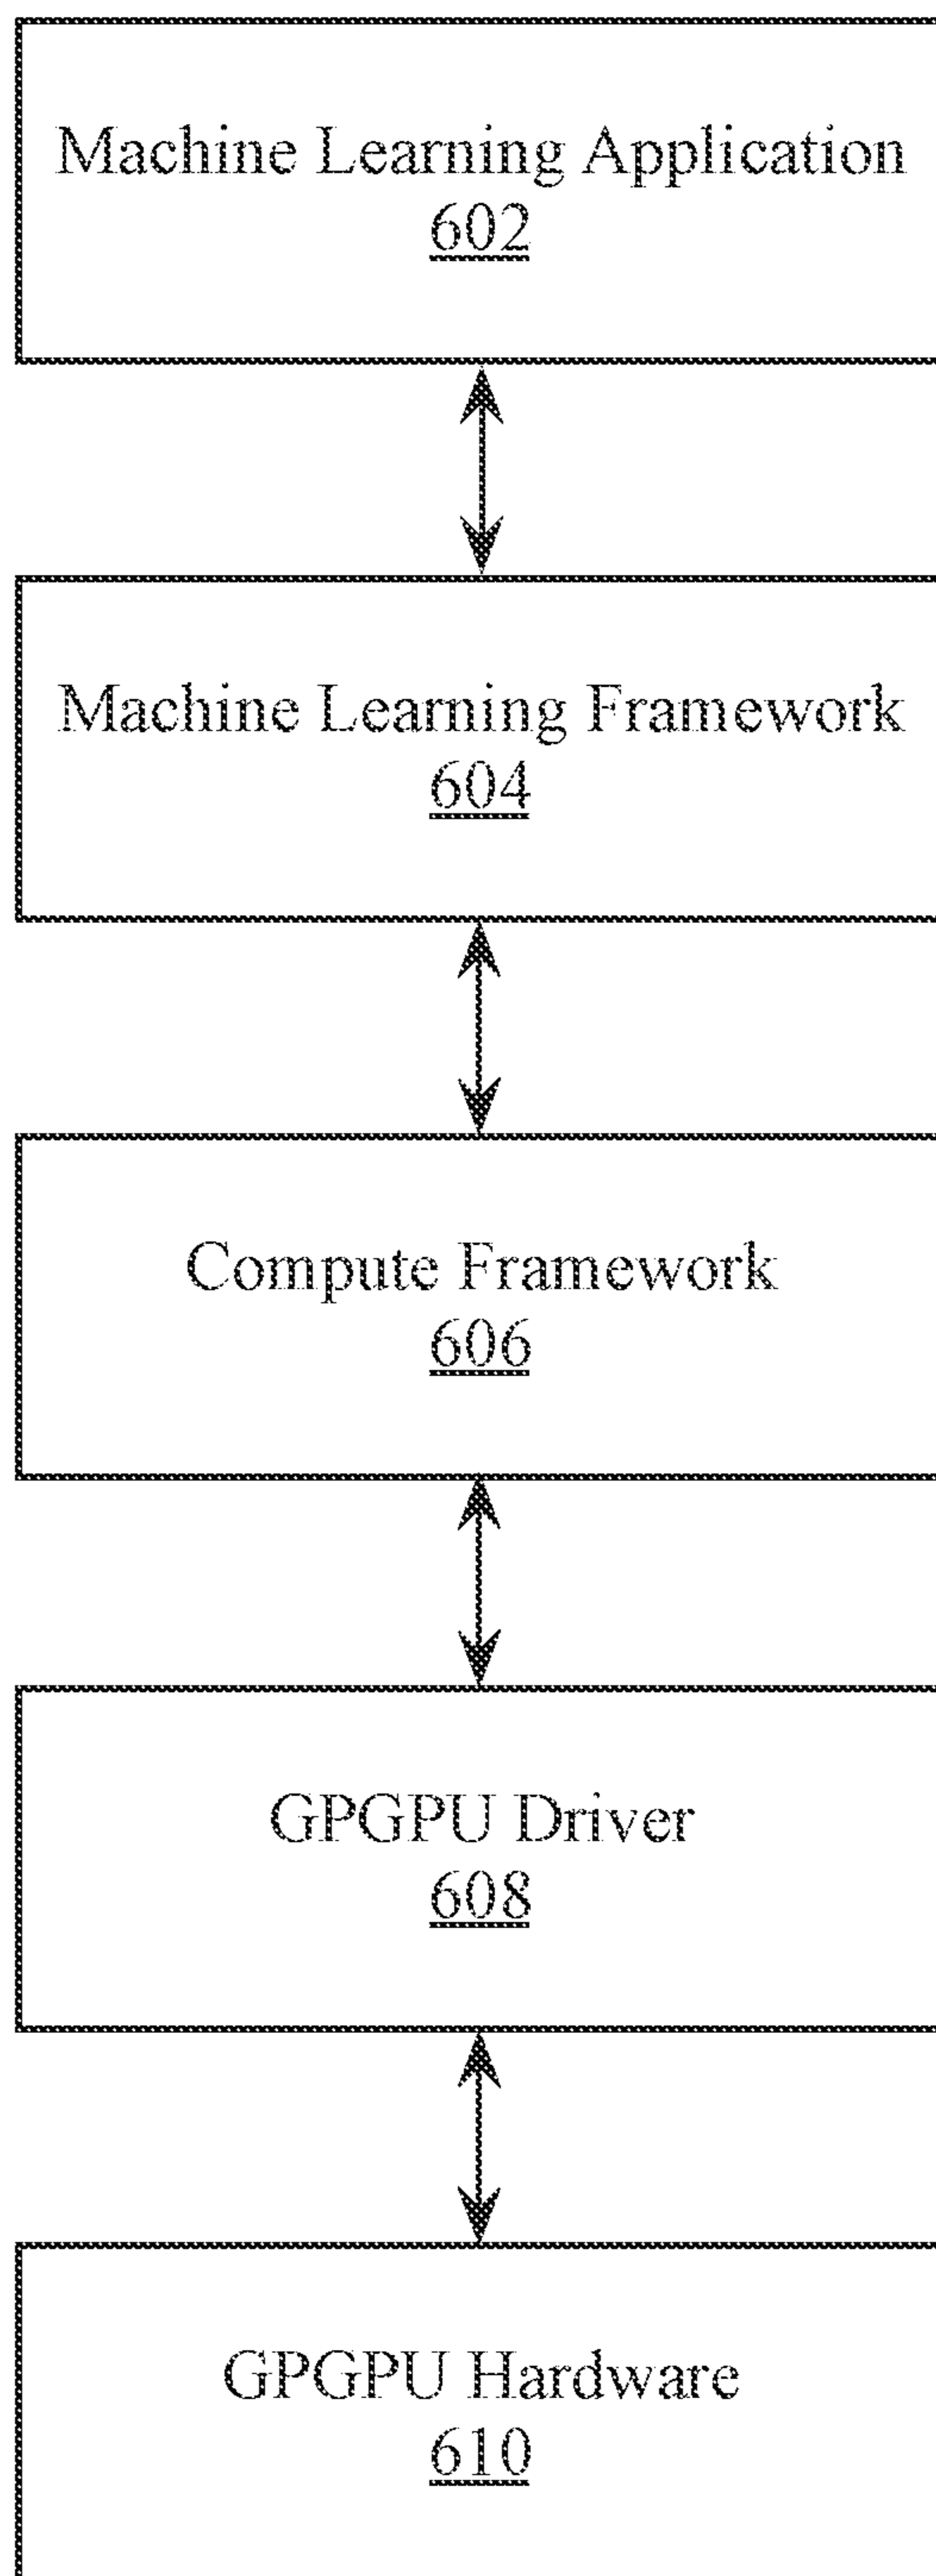 Machine Learning Application
602
Machine Learning Framework
604
Compute Framework
606
GPGPU Driver
608
GPGPU Hardware
610